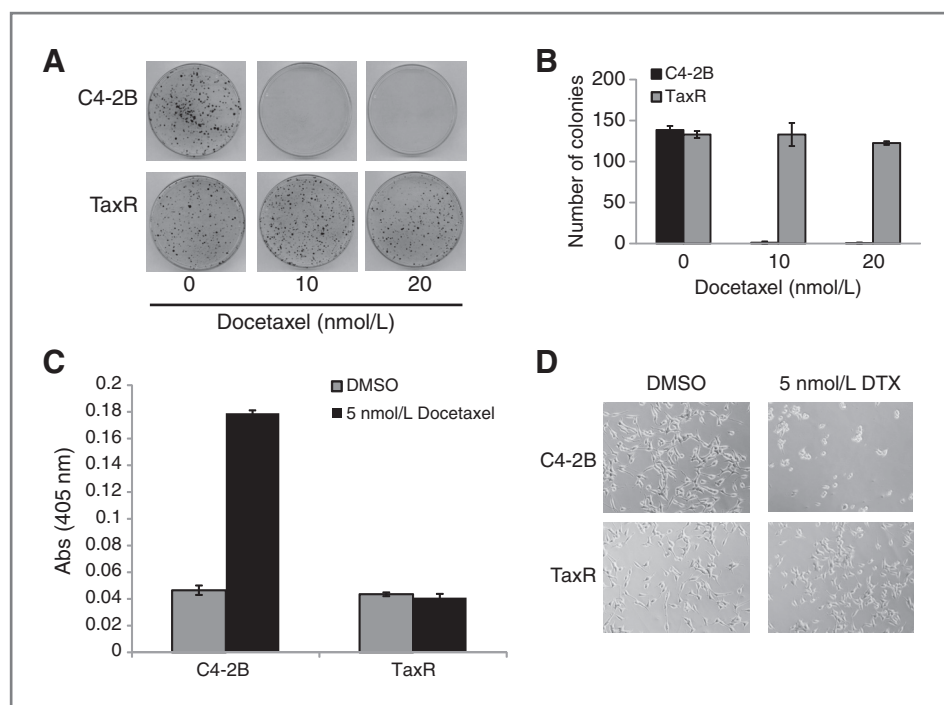 A
C4-2B
TaxR
0 10 20
Docetaxel (nmol/L)
B
C4-2B
TaxR
Number of colonies
200
150
100
50
0
0 10 20
Docetaxel (nmol/L)
C
DMSO
5 nmol/L Docetaxel
Abs (405 nm)
0.2
0.18
0.16
0.14
0.12
0.1
0.08
0.06
0.04
0.02
0
C4-2B TaxR
D
DMSO 5 nmol/L DTX
C4-2B
TaxR